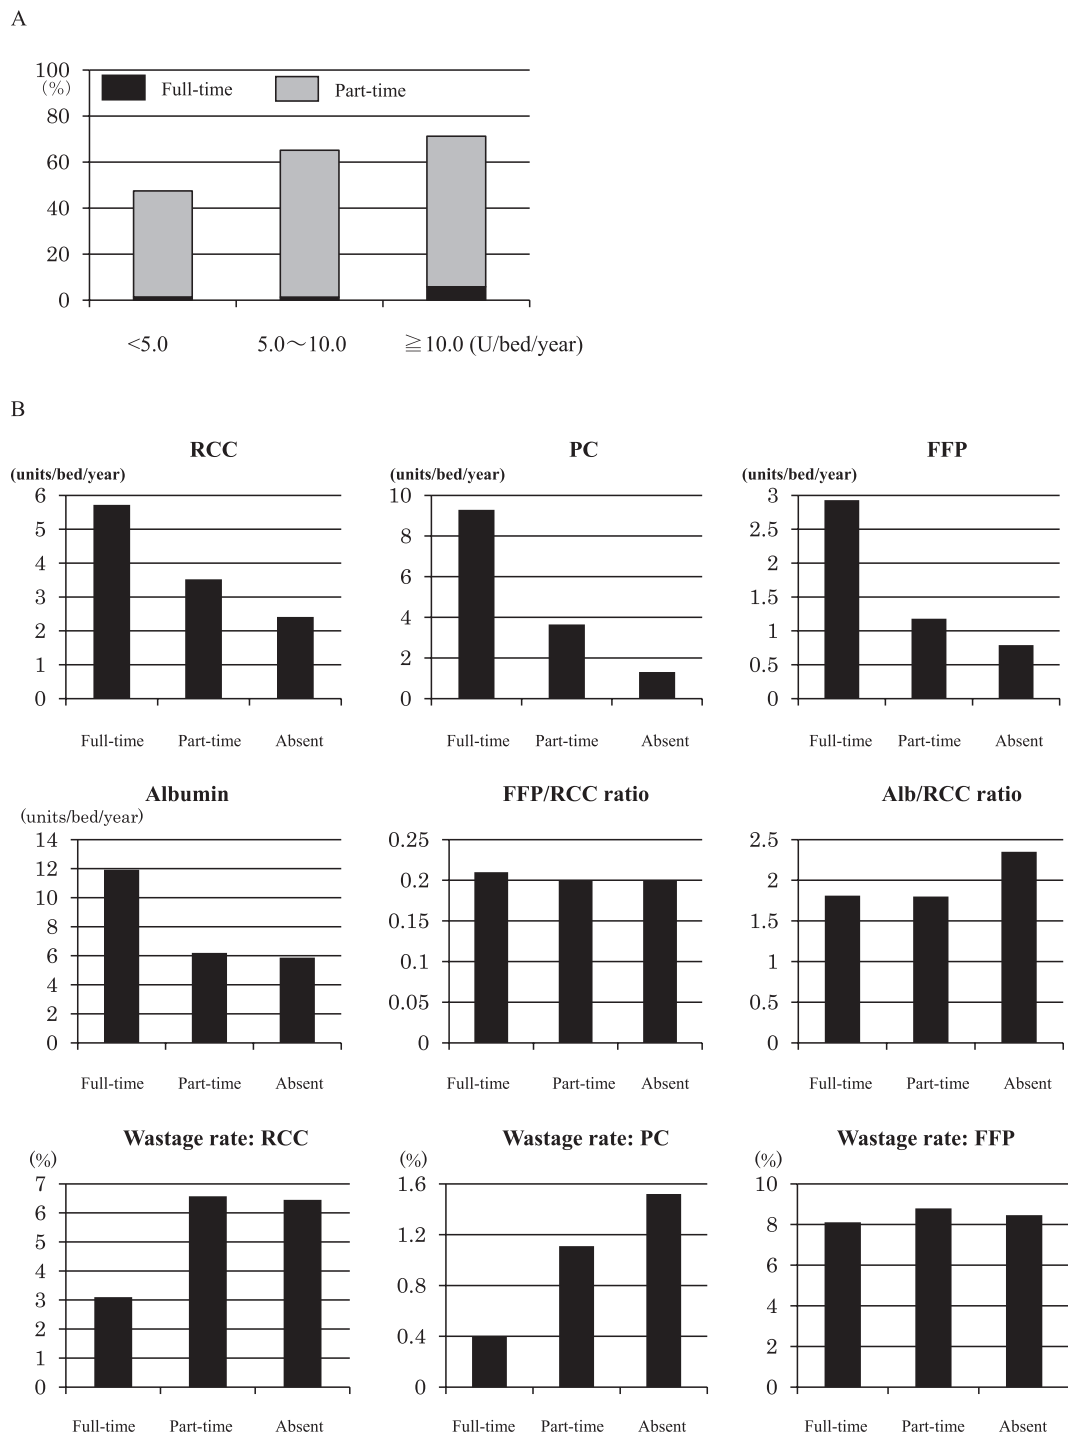 A
100
(%)
Full-time
Part-time
80
60
40
20
0
<5.0
5.0〜10.0
≧10.0 (U/bed/year)
B
RCC
(units/bed/year)
6
5
4
3
2
1
0
Full-time
Part-time
Absent
PC
(units/bed/year)
10
8
6
4
2
0
Full-time
Part-time
Absent
FFP
(units/bed/year)
3
2.5
2
1.5
1
0.5
0
Full-time
Part-time
Absent
Albumin
(units/bed/year)
14
12
10
8
6
4
2
0
Full-time
Part-time
Absent
FFP/RCC ratio
0.25
0.2
0.15
0.1
0.05
0
Full-time
Part-time
Absent
Alb/RCC ratio
2.5
2
1.5
1
0.5
0
Full-time
Part-time
Absent
Wastage rate: RCC
(%)
7
6
5
4
3
2
1
0
Full-time
Part-time
Absent
Wastage rate: PC
(%)
1.6
1.2
0.8
0.4
0
Full-time
Part-time
Absent
Wastage rate: FFP
(%)
10
8
6
4
2
0
Full-time
Part-time
Absent